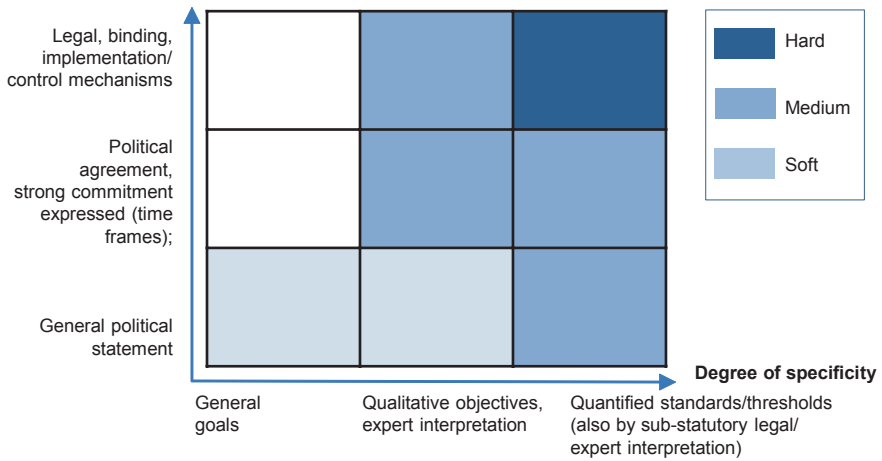 Legal, binding,
implementation/
control mechanisms
Political
agreement,
strong commitment
expressed (time
frames);
General political
statement
Hard
Medium
Soft
Degree of specificity
General
goals
Qualitative objectives,
expert interpretation
Quantified standards/thresholds
(also by sub-statutory legal/
expert interpretation)